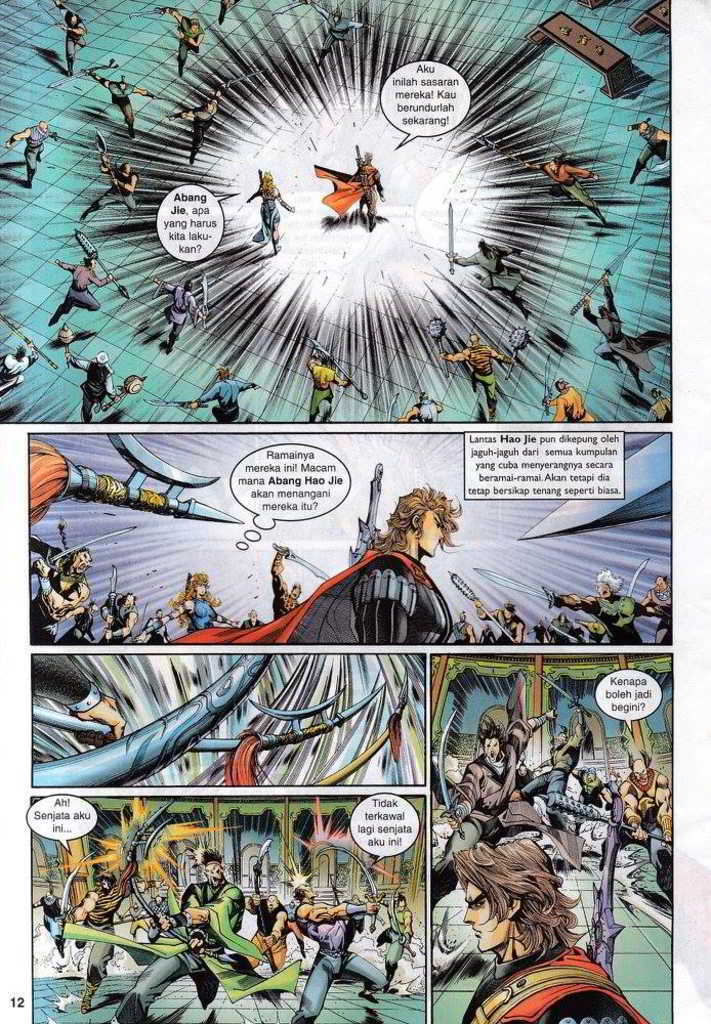 Aku
inilah sasaran
mereka! Kau
berundurlah
sekarang!
Abang
Jie, apa
yang harus
kita laku-
kan?
Ramainya
mereka ini! Macam
mana Abang Hao Jie
akan menangani
mereka itu?
Lantas Hao Jie pun dikepung oleh
jaguh-jaguh dari semua kumpulan
yang cuba menyerangnya secara
beramai-ramai. Akan tetapi dia
tetap bersikap tenang seperti biasa.
Ah!
Senjata aku
ini...
Tidak
terkawal
lagi senjata
aku ini!
Kenapa
boleh jadi
begini?
12